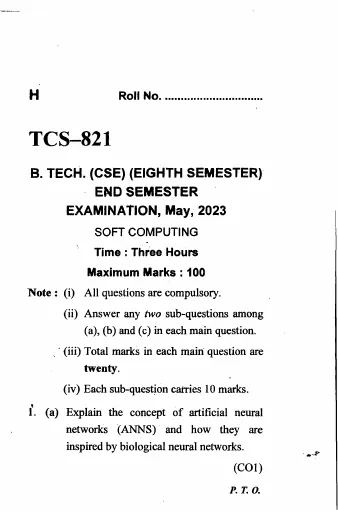 H Roll No. ...............................
TCS–821
B. TECH. (CSE) (EIGHTH SEMESTER)
END SEMESTER
EXAMINATION, May, 2023
SOFT COMPUTING
Time : Three Hours
Maximum Marks : 100
Note : (i) All questions are compulsory.
(ii) Answer any two sub-questions among
(a), (b) and (c) in each main question.
(iii) Total marks in each main question are
twenty.
(iv) Each sub-question carries 10 marks.
1. (a) Explain the concept of artificial neural
networks (ANNS) and how they are
inspired by biological neural networks.
(CO1)
P. T. O.